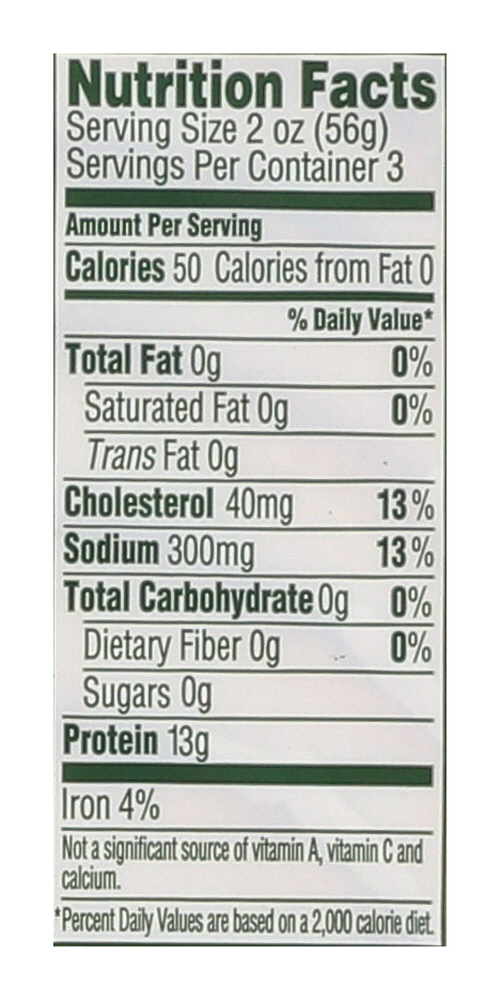 Nutrition Facts
Serving Size 2 oz (56g)
Servings Per Container 3
Amount Per Serving
Calories 50 Calories from Fat 0
% Daily Value*
Total Fat 0g 0%
Saturated Fat 0g 0%
Trans Fat 0g
Cholesterol 40mg 13%
Sodium 300mg 13%
Total Carbohydrate 0g 0%
Dietary Fiber 0g 0%
Sugars 0g
Protein 13g
Iron 4%
Not a significant source of vitamin A, vitamin C and
calcium.
*Percent Daily Values are based on a 2,000 calorie diet.